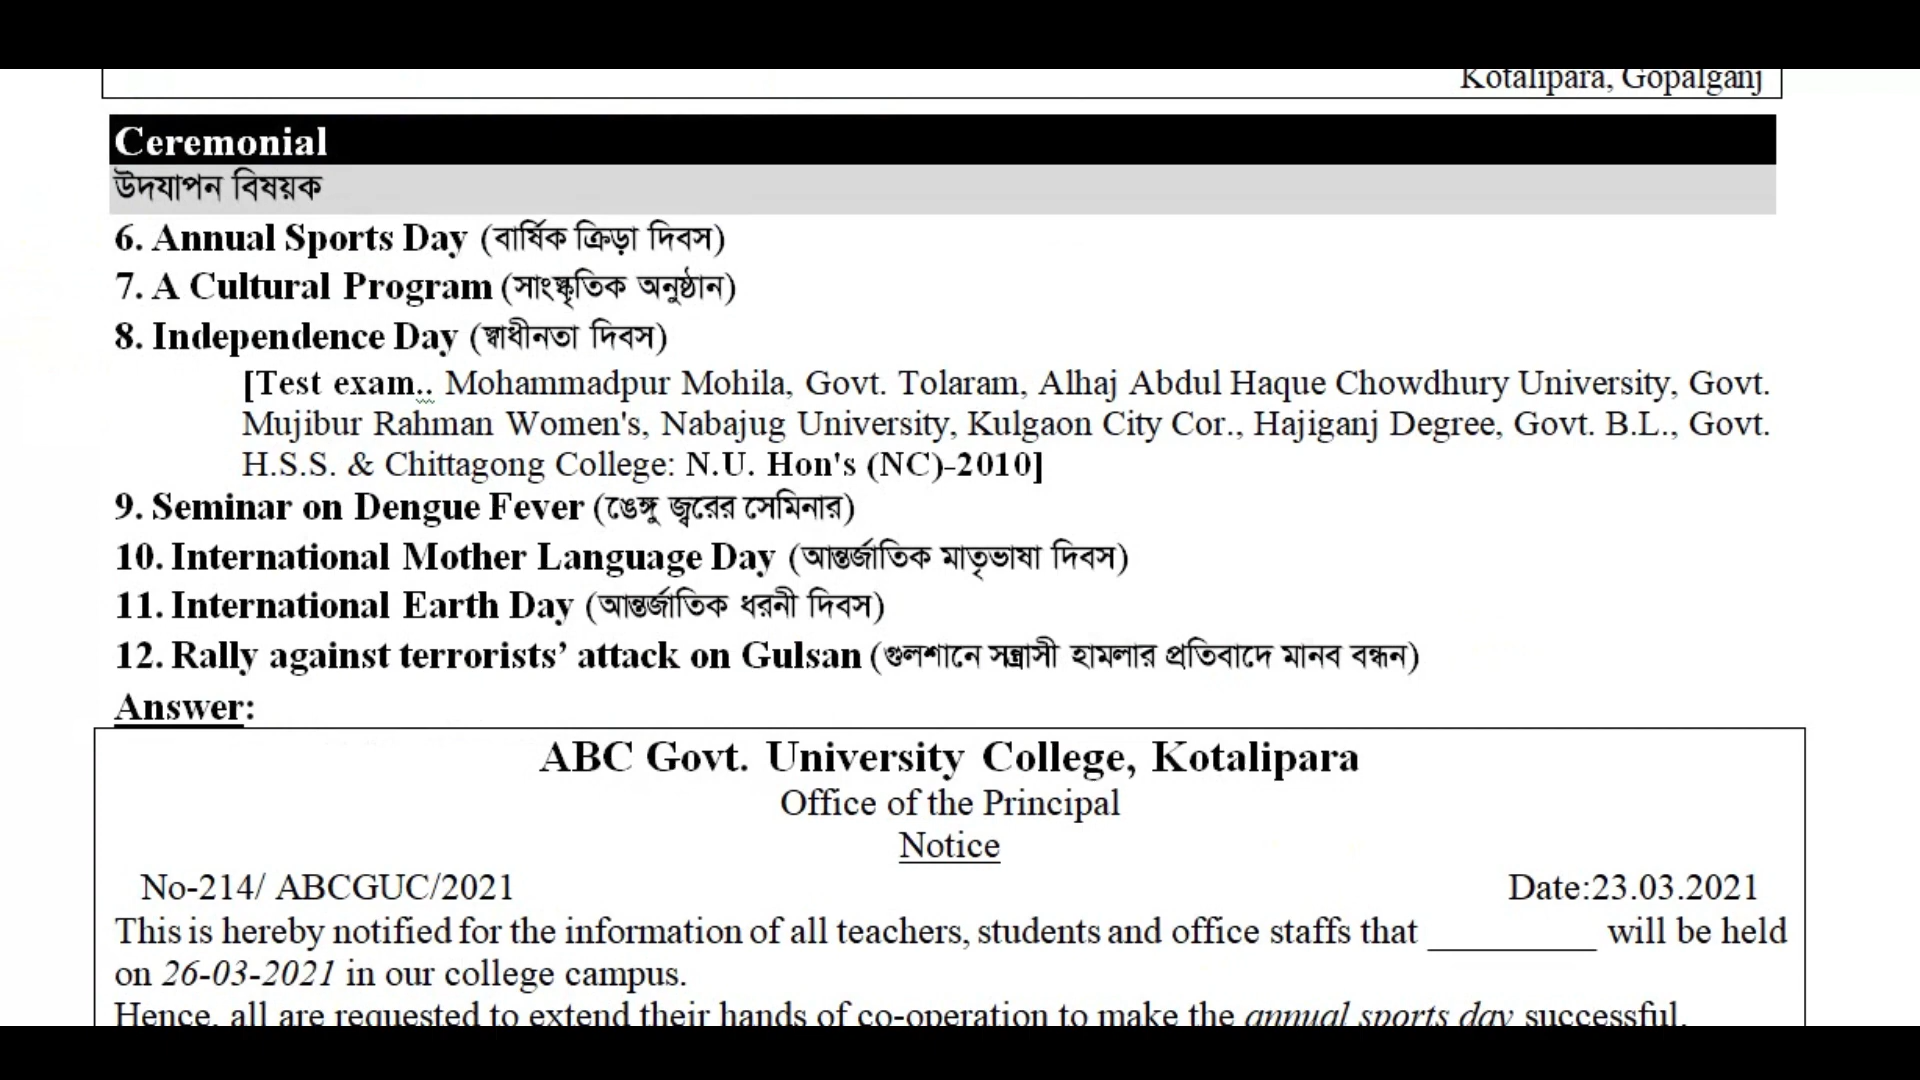 Kotalipara, Gopalganj
Ceremonial
উদযাপন বিষয়ক
6. Annual Sports Day (বার্ষিক ক্রিড়া দিবস)
7. A Cultural Program (সাংষ্কৃতিক অনুষ্ঠান)
8. Independence Day (স্বাধীনতা দিবস)
[Test exam.. Mohammadpur Mohila, Govt. Tolaram, Alhaj Abdul Haque Chowdhury University, Govt.
Mujibur Rahman Women's, Nabajug University, Kulgaon City Cor., Hajiganj Degree, Govt. B.L., Govt.
H.S.S. & Chittagong College: N.U. Hon's (NC)-2010]
9. Seminar on Dengue Fever (ডেঙ্গু জ্বরের সেমিনার)
10. International Mother Language Day (আন্তর্জাতিক মাতৃভাষা দিবস)
11. International Earth Day (আন্তর্জাতিক ধরনী দিবস)
12. Rally against terrorists’ attack on Gulsan (গুলশানে সন্ত্রাসী হামলার প্রতিবাদে মানব বন্ধন)
Answer:
ABC Govt. University College, Kotalipara
Office of the Principal
Notice
No-214/ ABCGUC/2021 Date:23.03.2021
This is hereby notified for the information of all teachers, students and office staffs that _________ will be held
on 26-03-2021 in our college campus.
Hence, all are requested to extend their hands of co-operation to make the annual sports day successful.